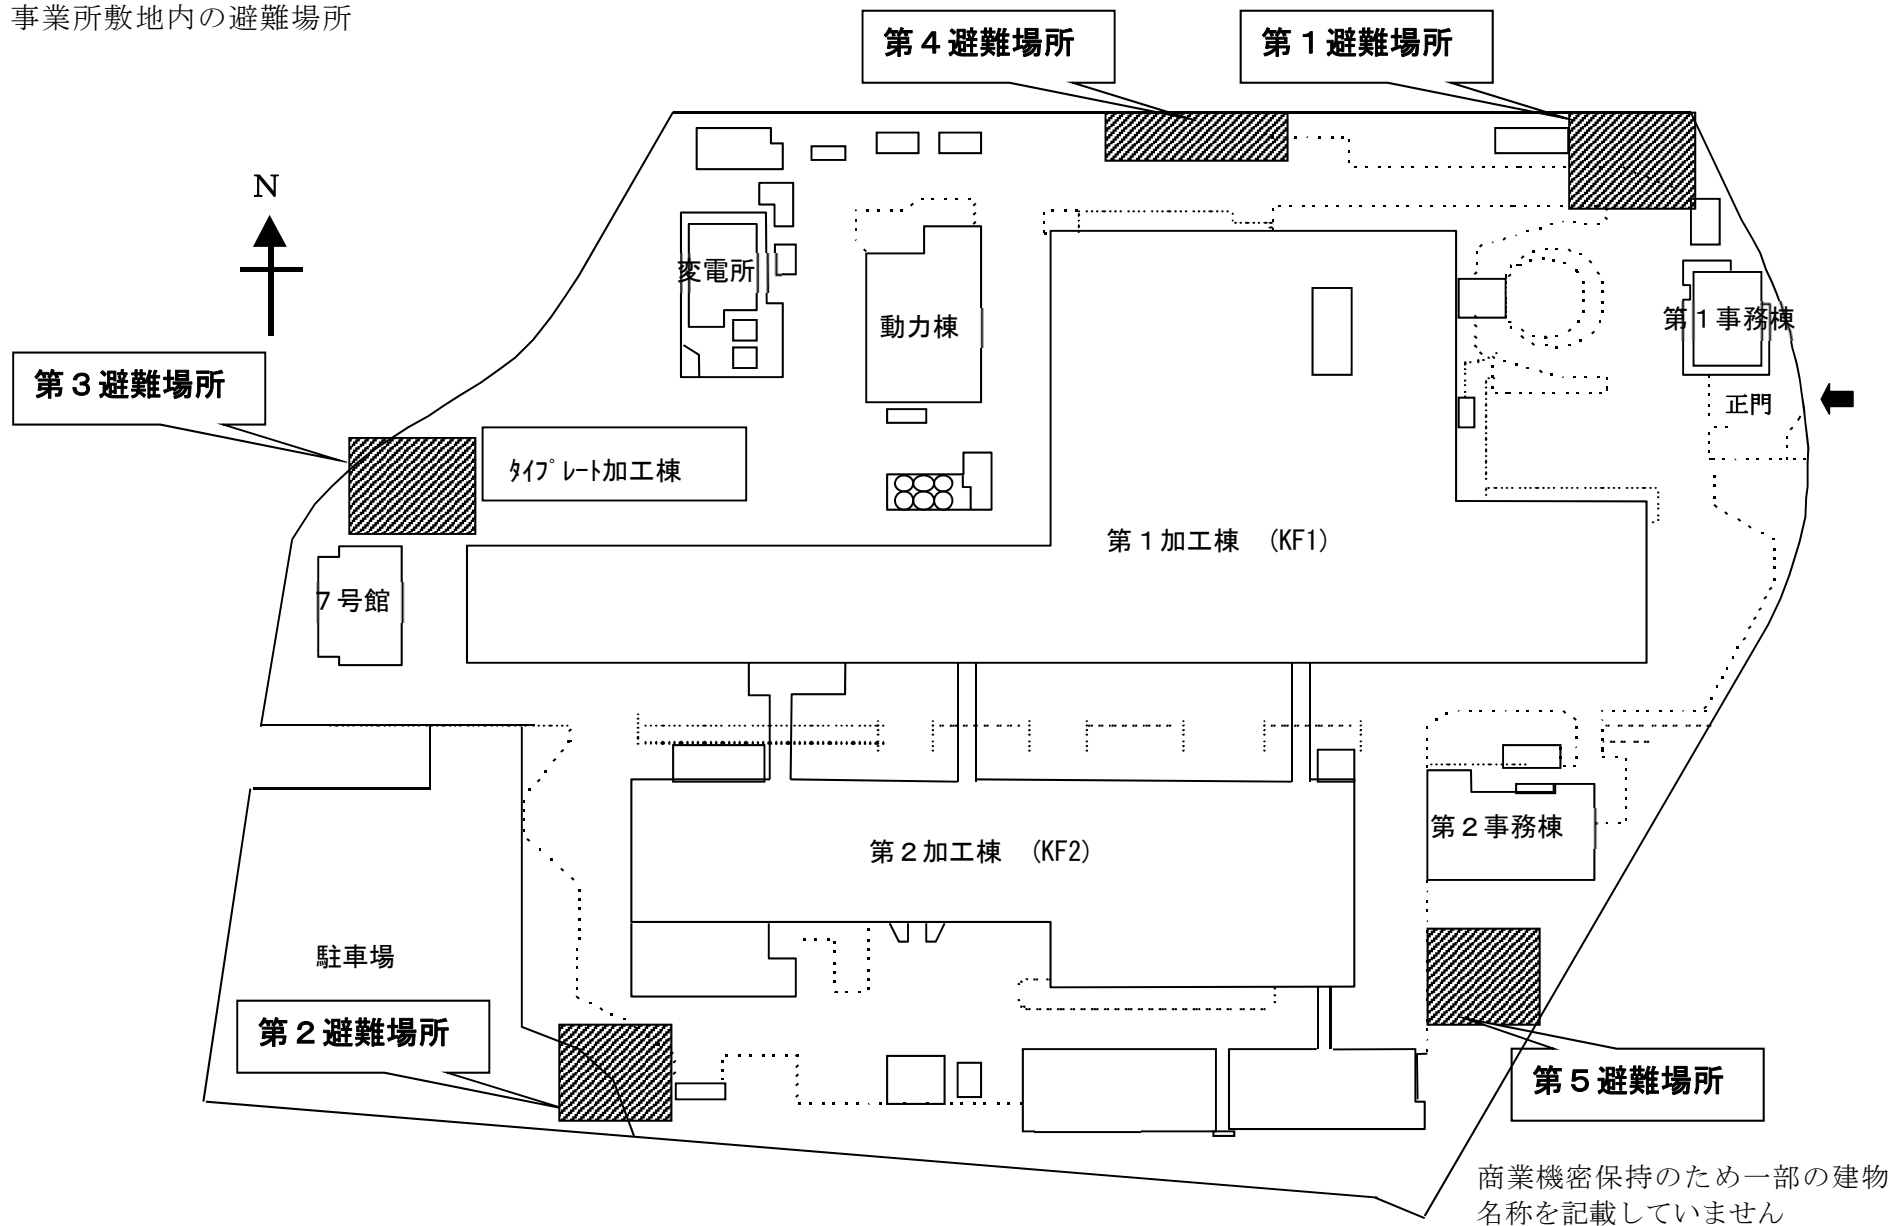 事業所敷地内の避難場所
第４避難場所
第１避難場所
N
変電所
動力棟
第１事務棟
第３避難場所
正門
ﾀｲﾌﾟﾚｰﾄ加工棟
第１加工棟　(KF1)
７号館
第２事務棟
第２加工棟　(KF2)
駐車場
第２避難場所
第５避難場所
商業機密保持のため一部の建物
名称を記載していません